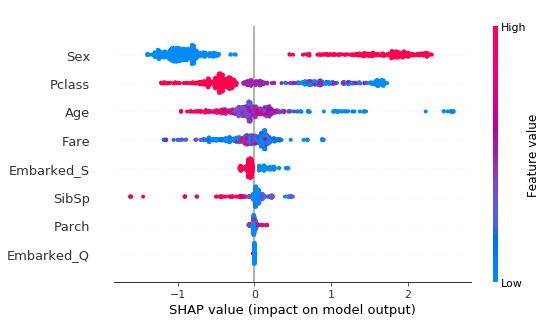 High
Sex
Pclass
Age
Fare
Embarked_S
SibSp
Parch
Embarked_Q
Low
Feature value
−1
0
1
2
SHAP value (impact on model output)